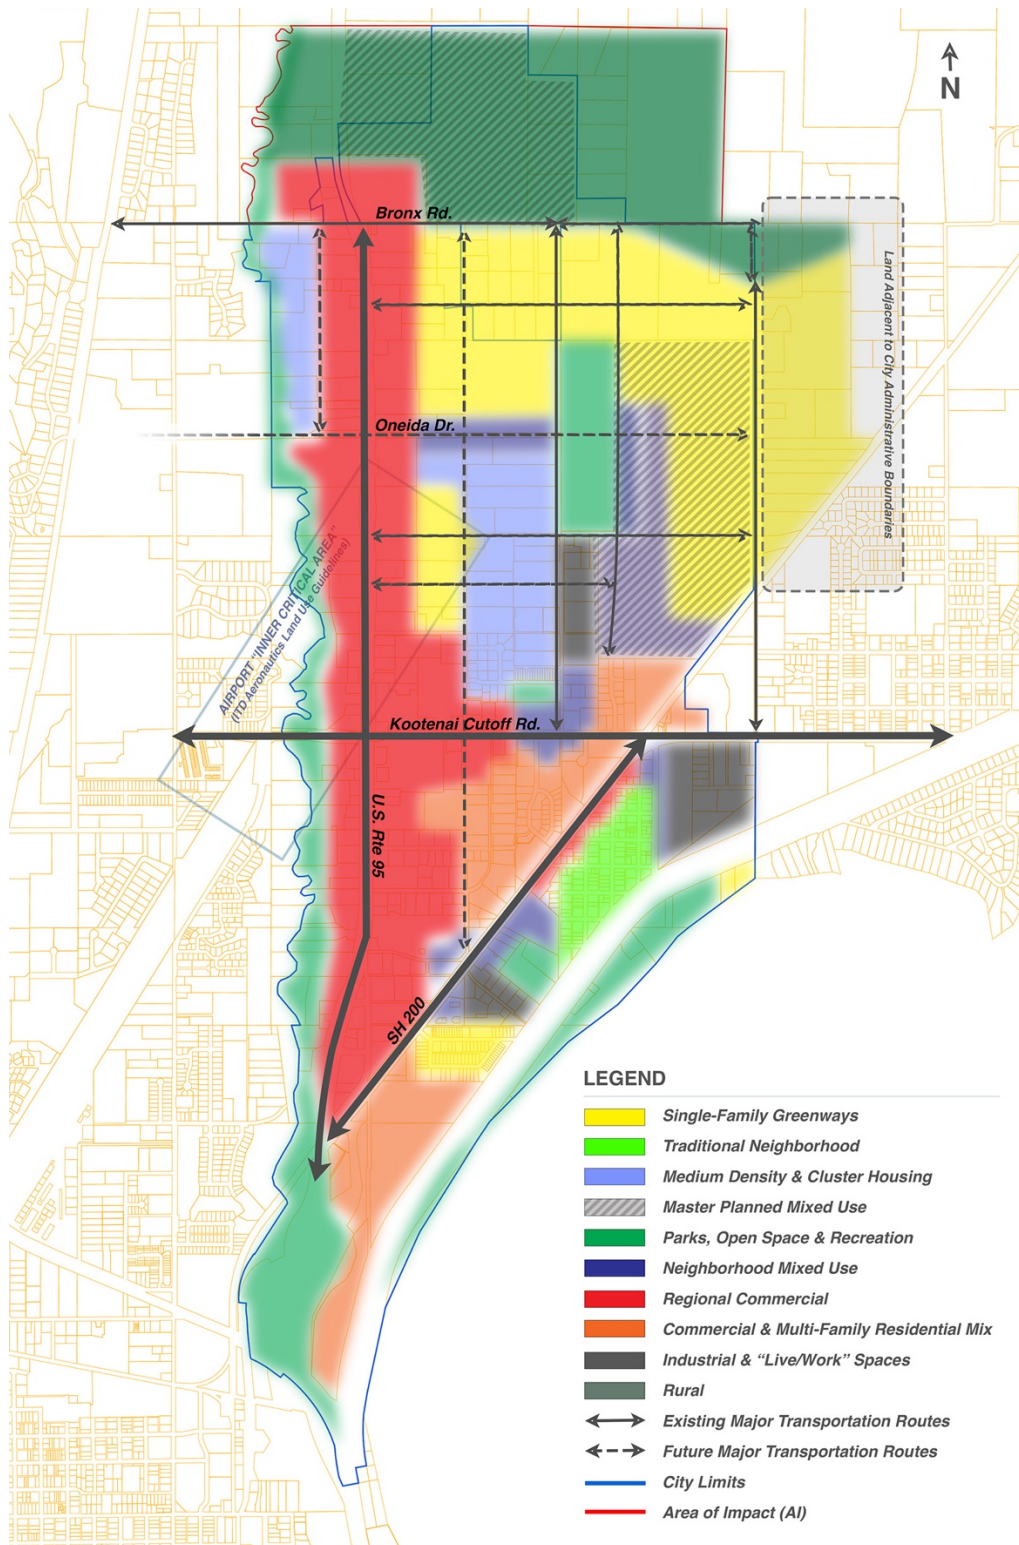 N
Bronx Rd.
Land Adjacent to City Administrative Boundaries
Oneida Dr.
AIRPORT "INNER CRITICAL AREA"
(ITD Aeronautics Land Use Guidelines)
Kootenai Cutoff Rd.
U.S. Rte 95
SH 200
LEGEND
Single-Family Greenways
Traditional Neighborhood
Medium Density & Cluster Housing
Master Planned Mixed Use
Parks, Open Space & Recreation
Neighborhood Mixed Use
Regional Commercial
Commercial & Multi-Family Residential Mix
Industrial & “Live/Work” Spaces
Rural
Existing Major Transportation Routes
Future Major Transportation Routes
City Limits
Area of Impact (AI)